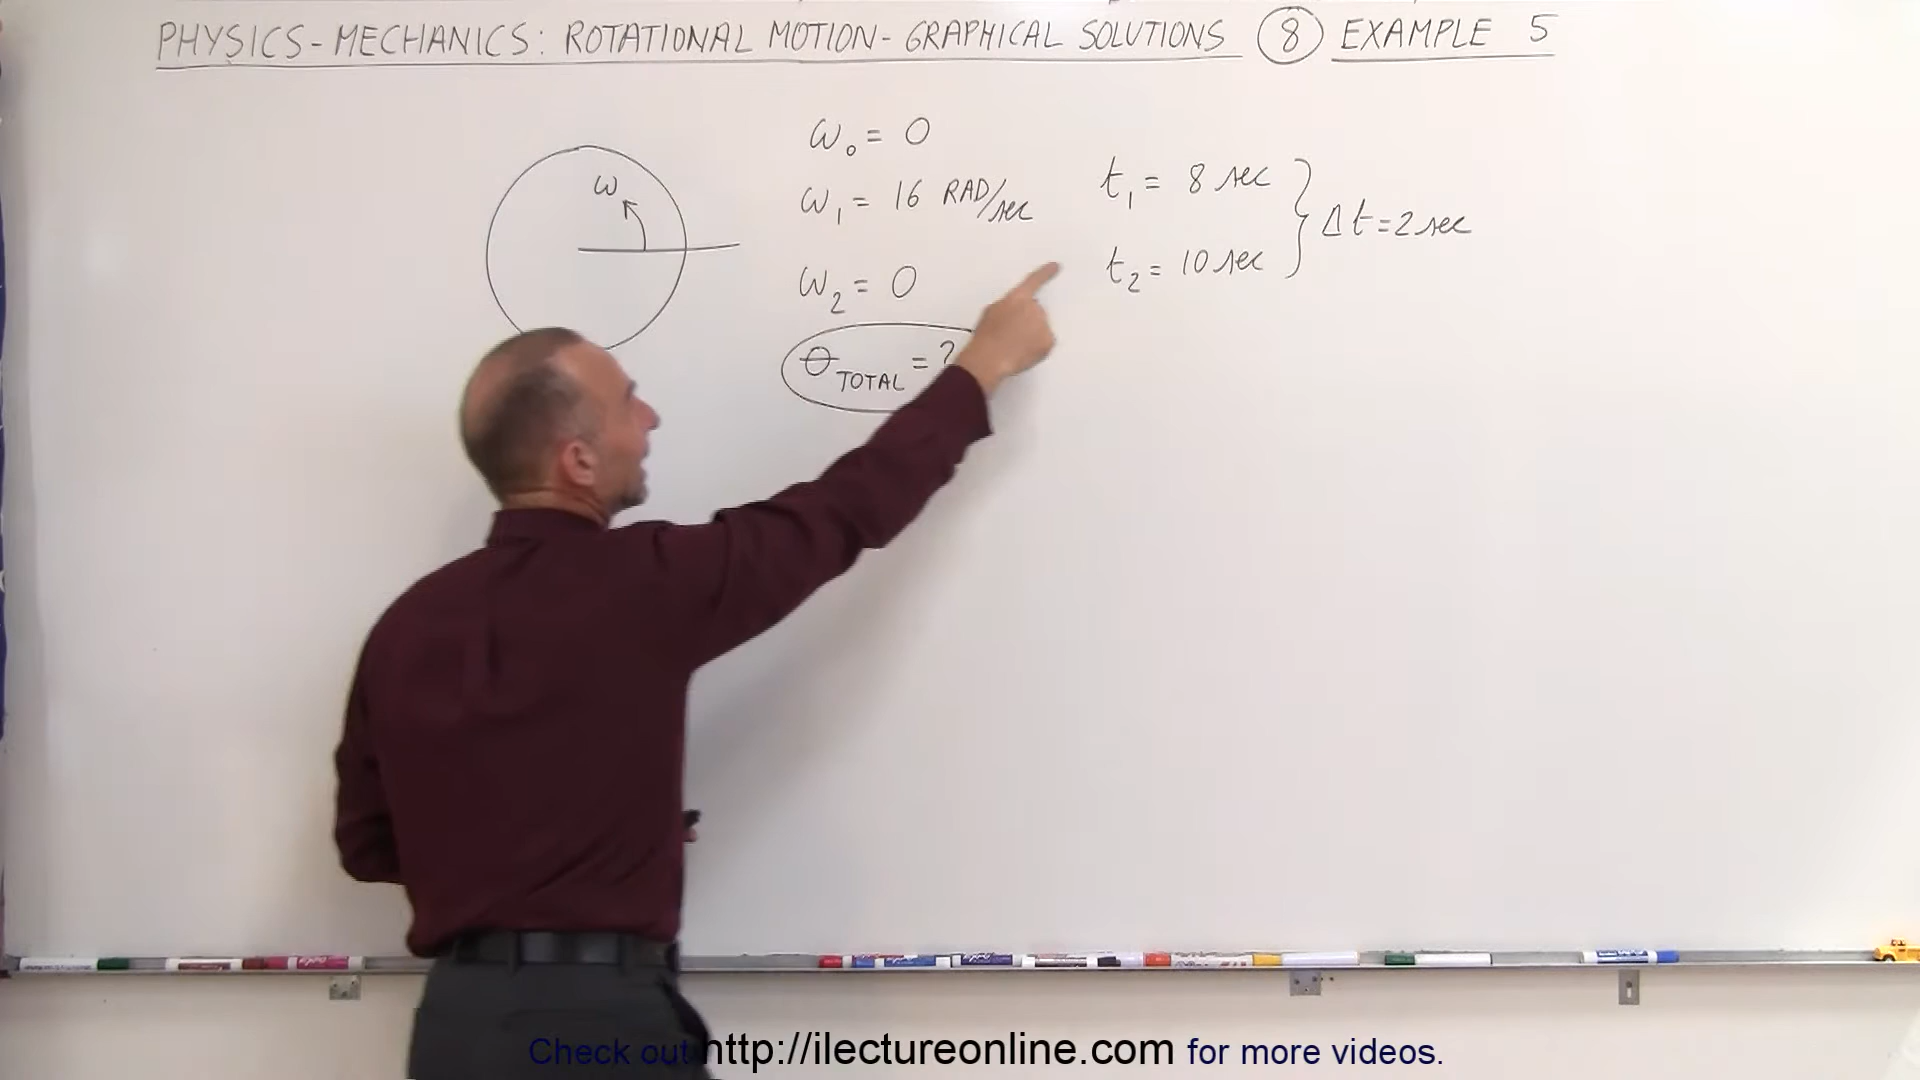 PHYSICS-MECHANICS: ROTATIONAL MOTION-GRAPHICAL SOLUTIONS 8 EXAMPLE 5
ω
ω₀ = 0
ω₁ = 16 RAD/sec
ω₂ = 0
θ TOTAL = ?
t₁ = 8 sec
t₂ = 10 sec
Δt = 2 sec
Check out http://ilectureonline.com for more videos.